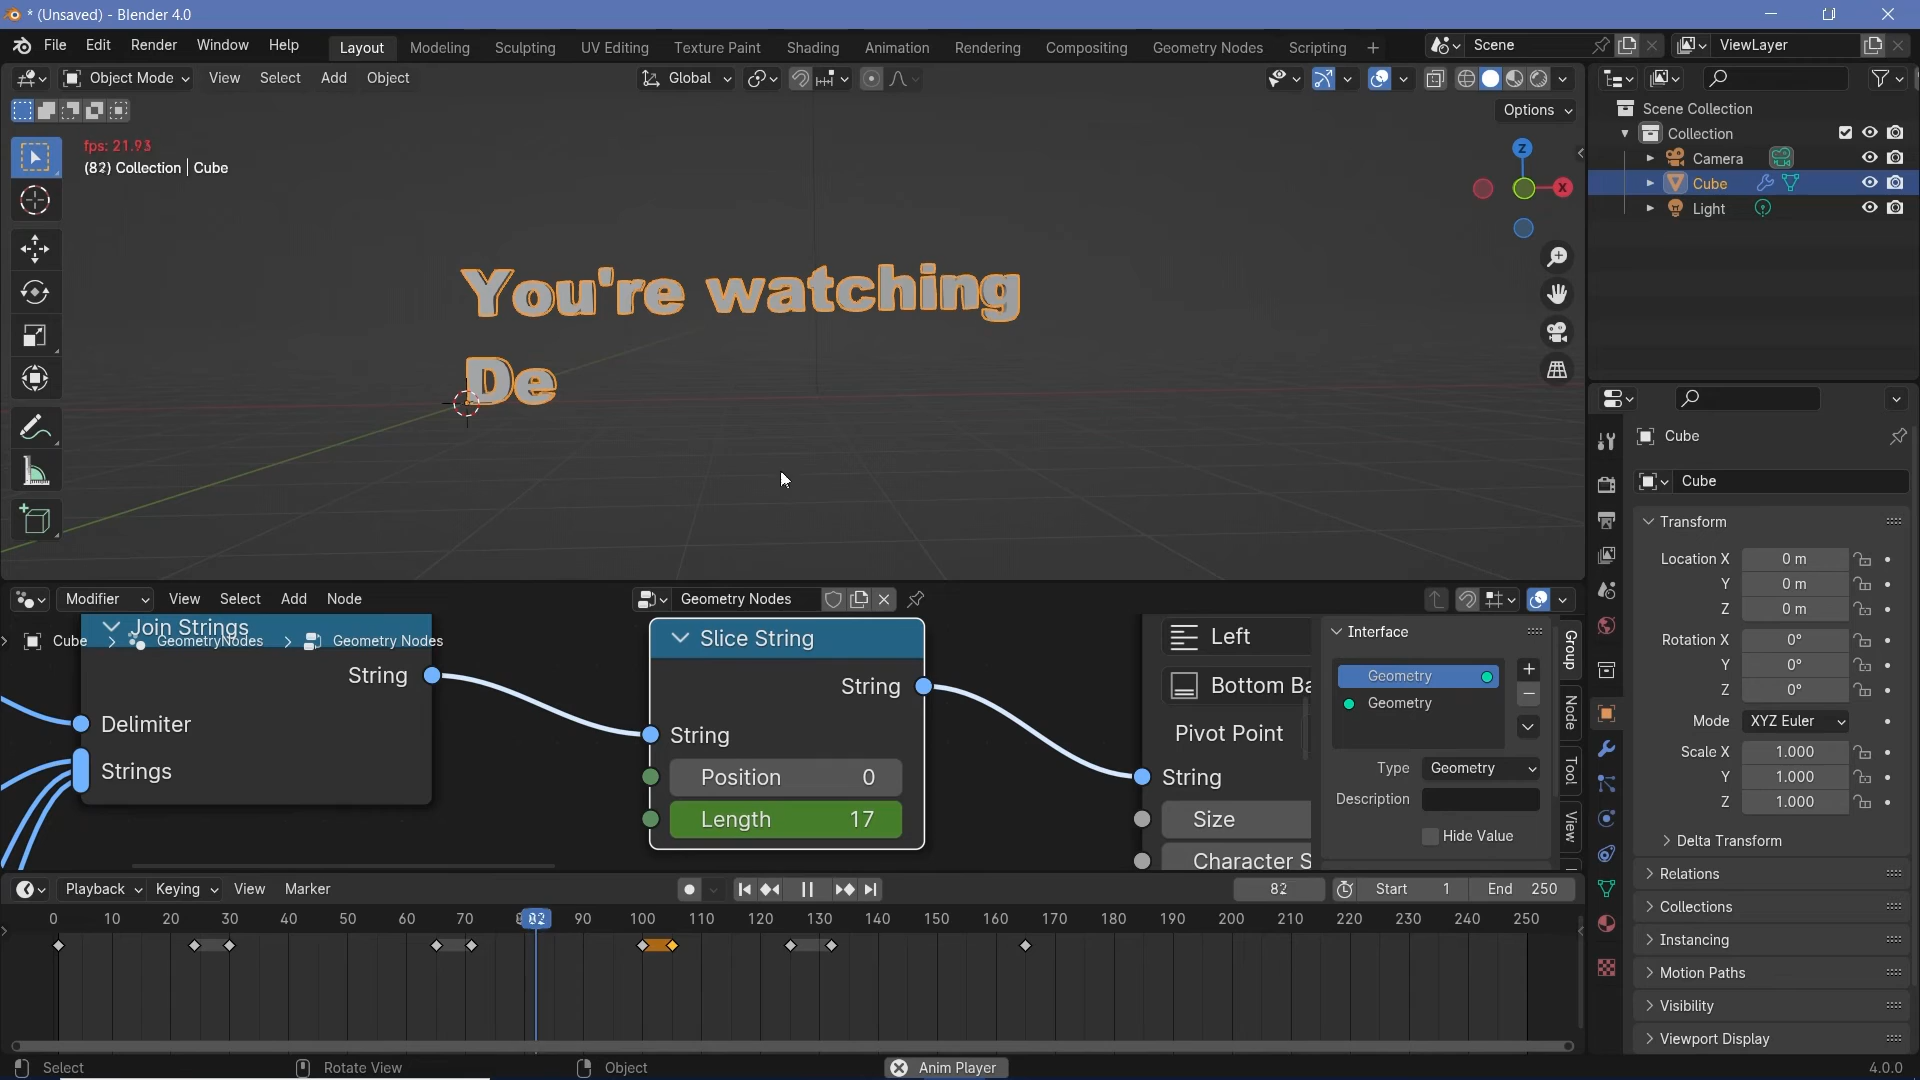 * (Unsaved) - Blender 4.0
File Edit Render Window Help Layout Modeling Sculpting UV Editing Texture Paint Shading Animation Rendering Compositing Geometry Nodes Scripting + Scene ViewLayer
Object Mode View Select Add Object Global
Options
fps: 21.93
(82) Collection | Cube
Z
X
You're watching
De
Scene Collection
Collection
Camera
Cube
Light
Cube
Cube
Transform
Location X 0 m
Y 0 m
Z 0 m
Rotation X 0°
Y 0°
Z 0°
Mode XYZ Euler
Scale X 1.000
Y 1.000
Z 1.000
Delta Transform
Relations
Collections
Instancing
Motion Paths
Visibility
Viewport Display
Modifier View Select Add Node Geometry Nodes
Join Strings
Cube > GeometryNodes > Geometry Nodes
String
Delimiter
Strings
Slice String
String
String
Position 0
Length 17
Left
Bottom Ba
Pivot Point
String
Size
Character S
Interface
Geometry
Geometry
Type Geometry
Description
Hide Value
Group
Node
Tool
View
Playback Keying View Marker 82 Start 1 End 250
0 10 20 30 40 50 60 70 82 90 100 110 120 130 140 150 160 170 180 190 200 210 220 230 240 250
Select Rotate View Object Anim Player 4.0.0